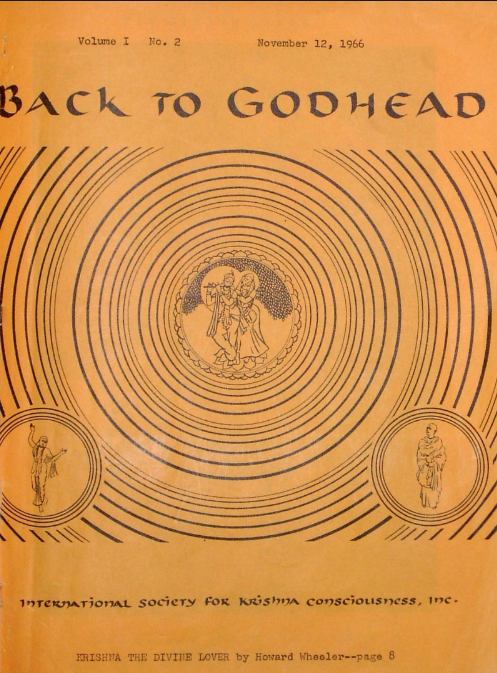 Volume I No. 2 November 12, 1966
BACK TO GODHEAD
INTERNATIONAL SOCIETY FOR KRISHNA CONSCIOUSNESS, INC.
KRISHNA THE DIVINE LOVER by Howard Wheeler--page 8